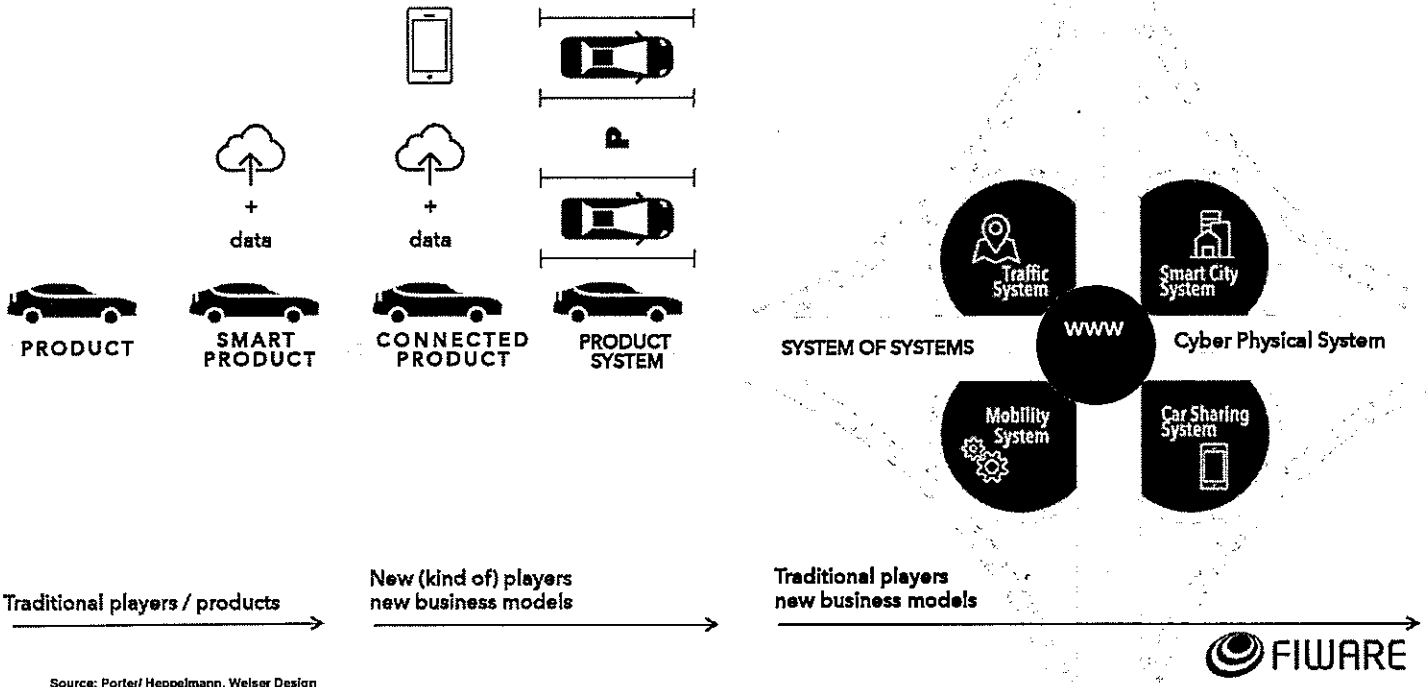 P
+
data
+
data
PRODUCT
SMART
PRODUCT
CONNECTED
PRODUCT
PRODUCT
SYSTEM
Traffic
System
Smart City
System
www
SYSTEM OF SYSTEMS
Cyber Physical System
Mobility
System
Car Sharing
System
Traditional players / products
New (kind of) players
new business models
Traditional players
new business models
FIWARE
Source: Porter/ Heppelmann, Welser Design